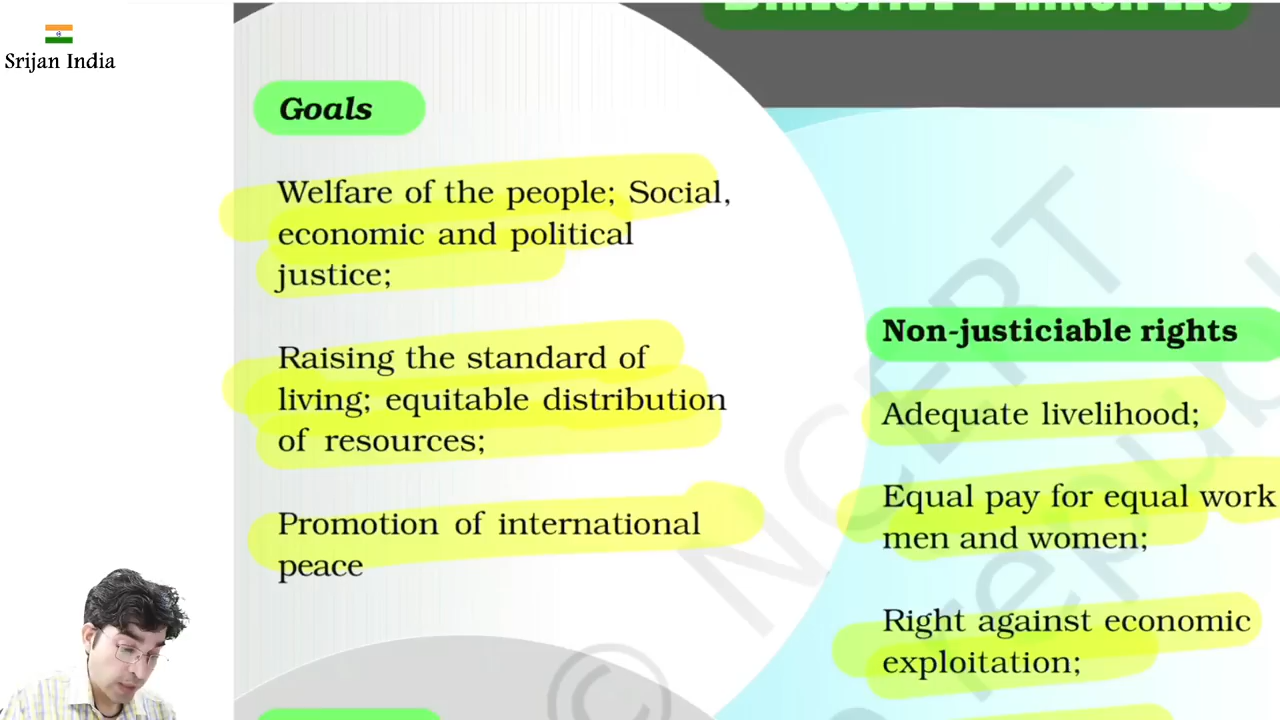 DIRECTIVE PRINCIPLES
Srijan India
Goals
Welfare of the people; Social,
economic and political
justice;
Raising the standard of
living; equitable distribution
of resources;
Promotion of international
peace
Non-justiciable rights
Adequate livelihood;
Equal pay for equal work
men and women;
Right against economic
exploitation;
© NCERT
republ